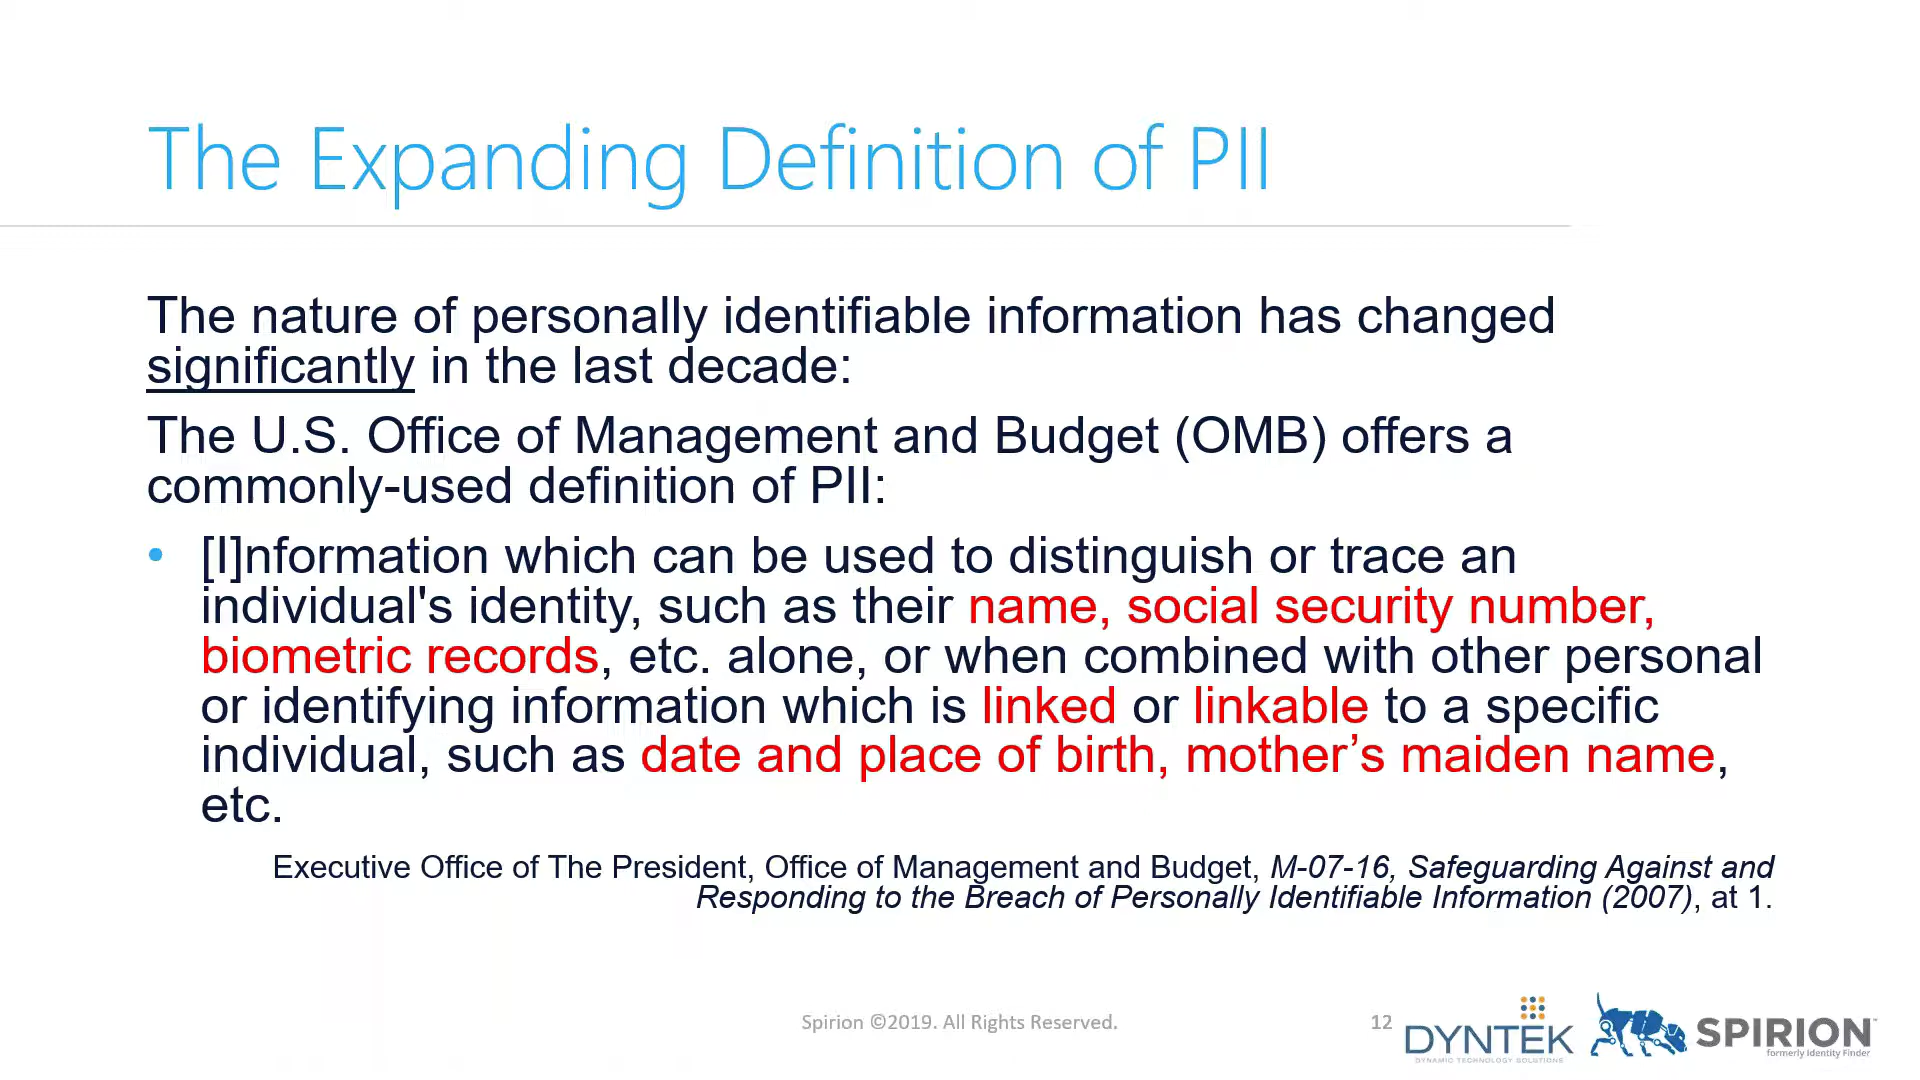 The Expanding Definition of PII
The nature of personally identifiable information has changed
significantly in the last decade:
The U.S. Office of Management and Budget (OMB) offers a
commonly-used definition of PII:
• [I]nformation which can be used to distinguish or trace an
individual's identity, such as their name, social security number,
biometric records, etc. alone, or when combined with other personal
or identifying information which is linked or linkable to a specific
individual, such as date and place of birth, mother’s maiden name,
etc.
Executive Office of The President, Office of Management and Budget, M-07-16, Safeguarding Against and
Responding to the Breach of Personally Identifiable Information (2007), at 1.
Spirion ©2019. All Rights Reserved.
12
DYNTEK
DYNAMIC TECHNOLOGY SOLUTIONS
SPIRION™
formerly Identity Finder